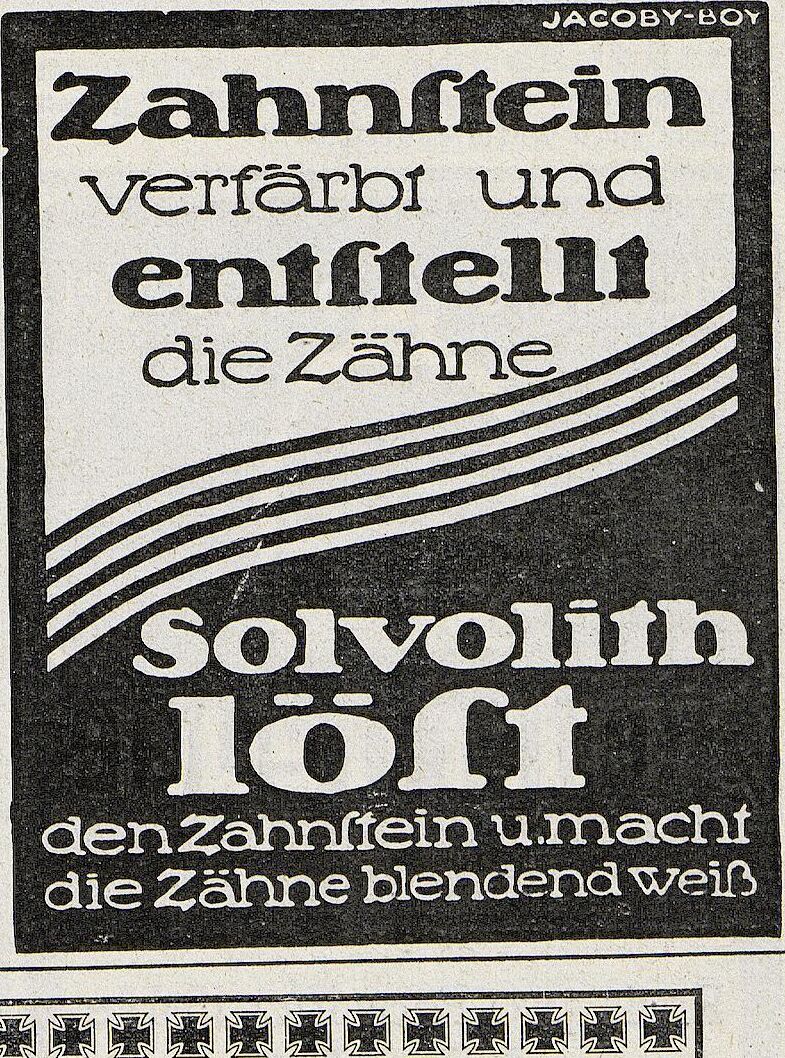 JACOBY-BOY
Zahnſtein
verfärbt und
entſtellt
die Zähne
Solvolith
löſt
den Zahnſtein u. macht
die Zähne blendend weiß